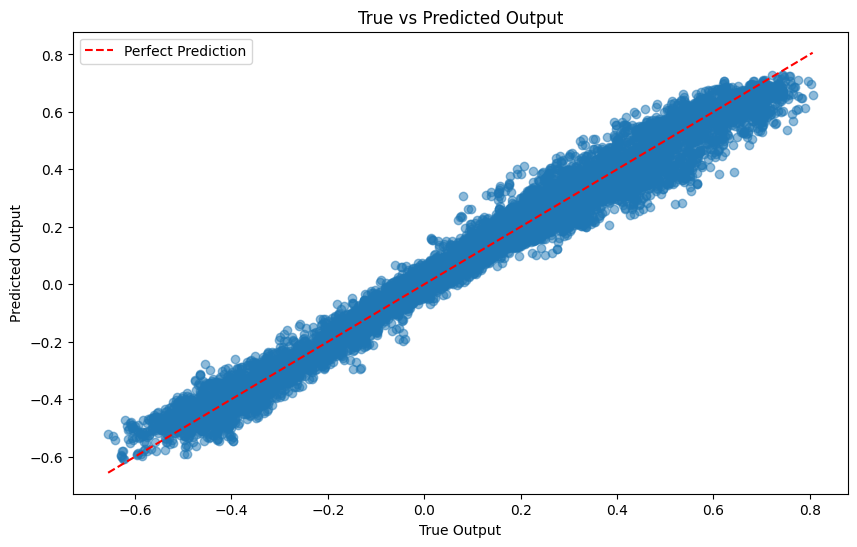 True vs Predicted Output
Perfect Prediction
Predicted Output
0.8
0.6
0.4
0.2
0.0
−0.2
−0.4
−0.6
−0.6 −0.4 −0.2 0.0 0.2 0.4 0.6 0.8
True Output